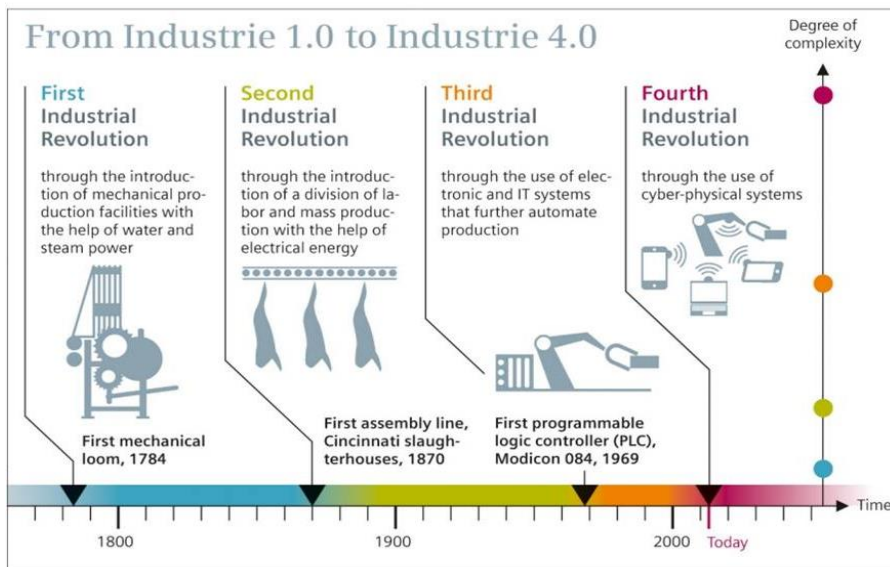 From Industrie 1.0 to Industrie 4.0
Degree of
complexity
First
Industrial
Revolution
through the introduc-
tion of mechanical pro-
duction facilities with
the help of water and
steam power
First mechanical
loom, 1784
Second
Industrial
Revolution
through the introduc-
tion of a division of la-
bor and mass produc-
tion with the help of
electrical energy
First assembly line,
Cincinnati slaugh-
terhouses, 1870
Third
Industrial
Revolution
through the use of elec-
tronic and IT systems
that further automate
production
First programmable
logic controller (PLC),
Modicon 084, 1969
Fourth
Industrial
Revolution
through the use of
cyber-physical systems
Time
1800
1900
2000
Today